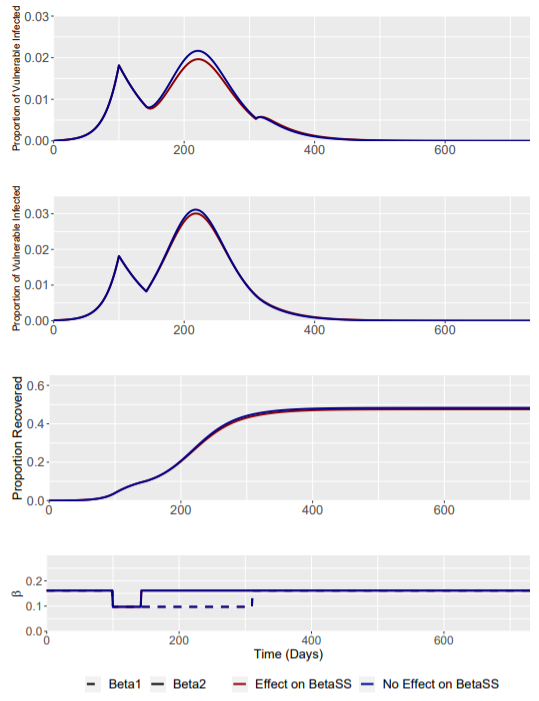 Proportion of Vulnerable Infected
0.03
0.02
0.01
0.00
0 200 400 600
Proportion of Vulnerable Infected
0.03
0.02
0.01
0.00
0 200 400 600
Proportion Recovered
0.6
0.4
0.2
0.0
0 200 400 600
β
0.2
0.1
0.0
0 200 400 600
Time (Days)
Beta1 Beta2 Effect on BetaSS No Effect on BetaSS